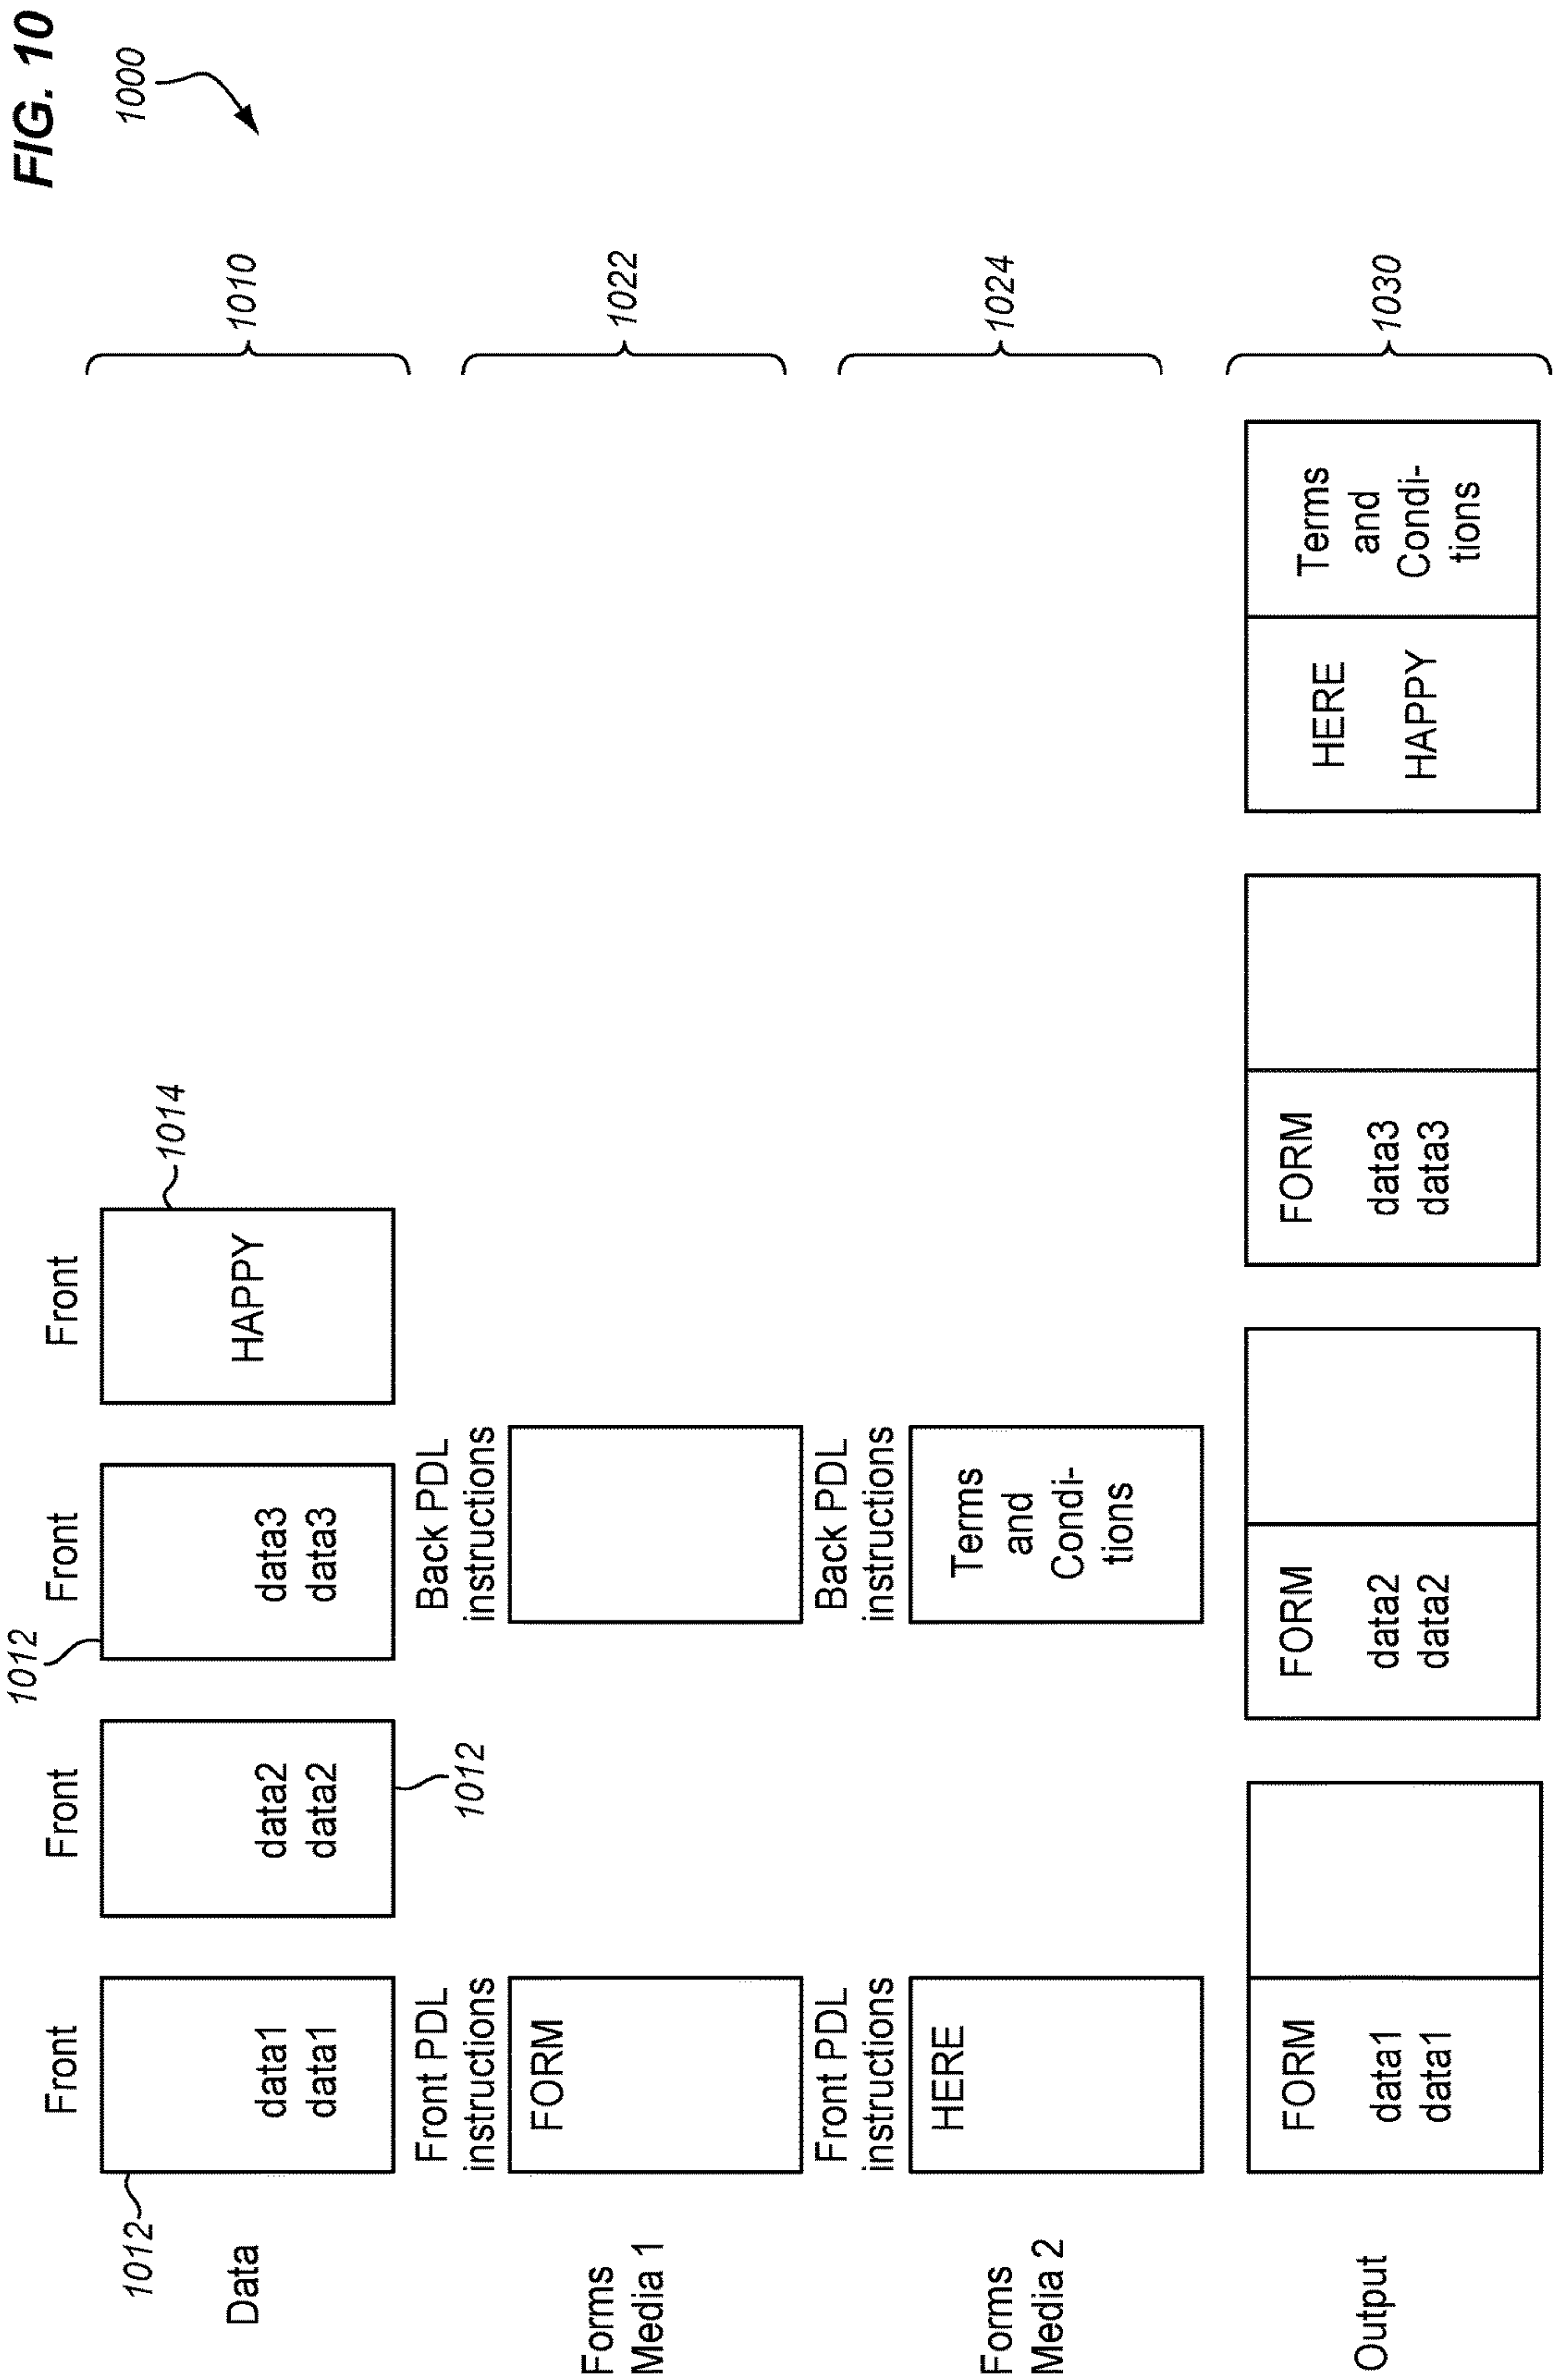 FIG. 10
1000
Front
Front
Front
Front
1012
1014
1010
Data
data1
data1
data2
data2
data3
data3
HAPPY
1012
1012
Front PDL
instructions
Back PDL
instructions
1022
Forms
Media 1
FORM
Front PDL
instructions
Back PDL
instructions
1024
Forms
Media 2
HERE
Terms
and
Condi-
tions
1030
Output
FORM
data1
data1
FORM
data2
data2
FORM
data3
data3
HERE
HAPPY
Terms
and
Condi-
tions